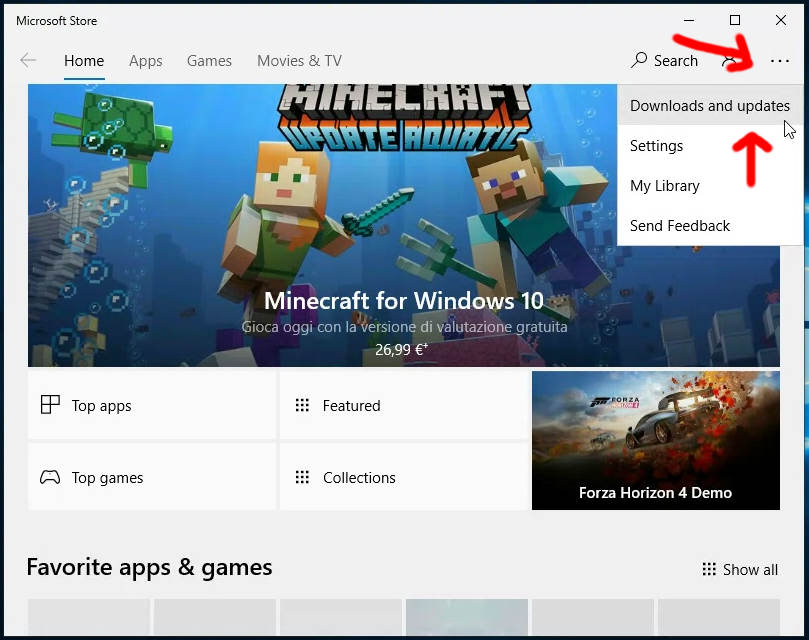 Microsoft Store
Home Apps Games Movies & TV Search
Downloads and updates
Settings
My Library
Send Feedback
MINECRAFT
UPDATE AQUATIC
Minecraft for Windows 10
Gioca oggi con la versione di valutazione gratuita
26,99 €+
Top apps
Featured
Top games
Collections
FORZA
HORIZON 4
Forza Horizon 4 Demo
Favorite apps & games
Show all